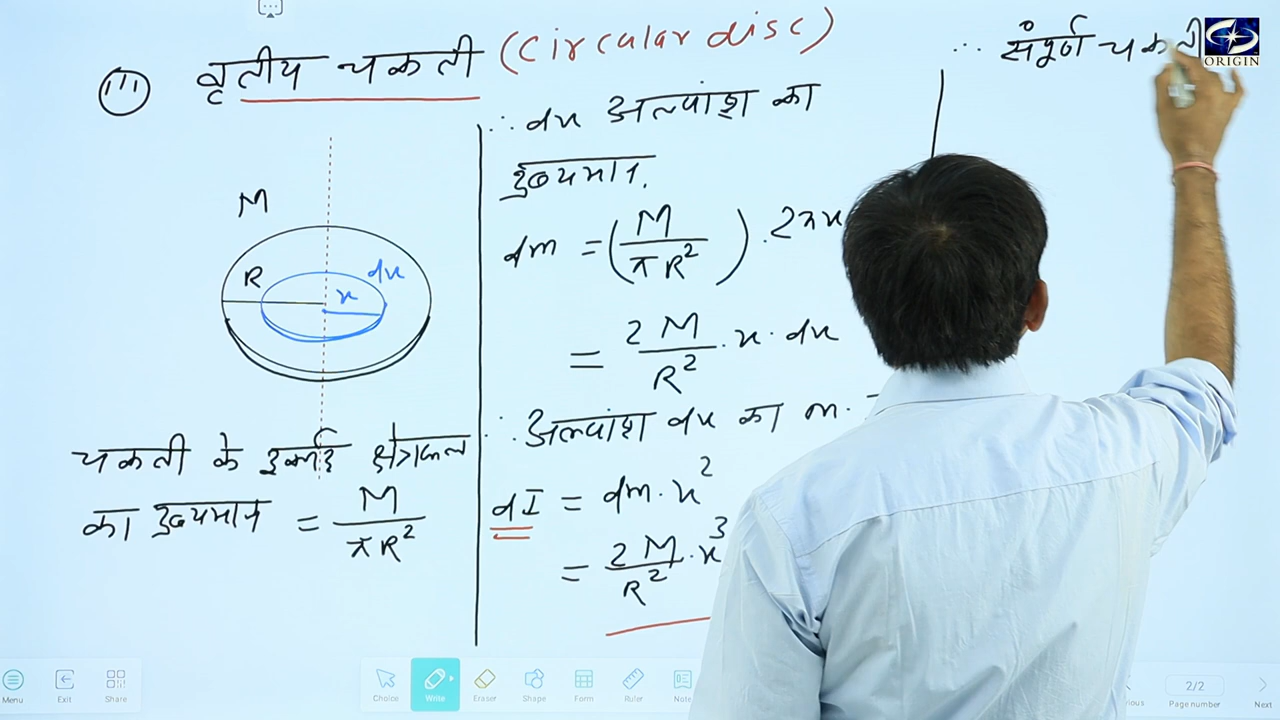 (iii) वृतीय चकती (Circular disc)
M
R
dx
x
चकती के इकाई क्षेत्रफल
का द्रव्यमान = M/πR²
∴ dx अल्पांश का
द्रव्यमान.
dm = (M/πR²) . 2πx
= 2M/R² . x . dx
∴ अल्पांश dx का m.
dI = dm . x²
= 2M/R² . x³
∴ संपूर्ण चकती
ORIGIN
Menu
Exit
Share
Choice
Write
Eraser
Shape
Form
Ruler
2/2
Page number
Next